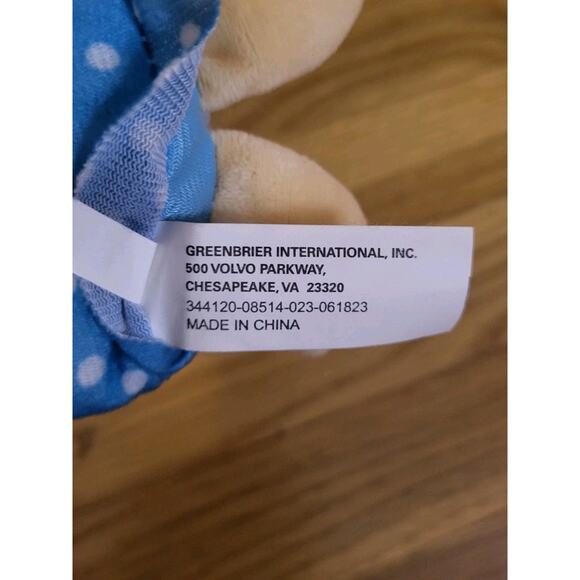 GREENBRIER INTERNATIONAL, INC.
500 VOLVO PARKWAY,
CHESAPEAKE, VA 23320
344120-08514-023-061823
MADE IN CHINA